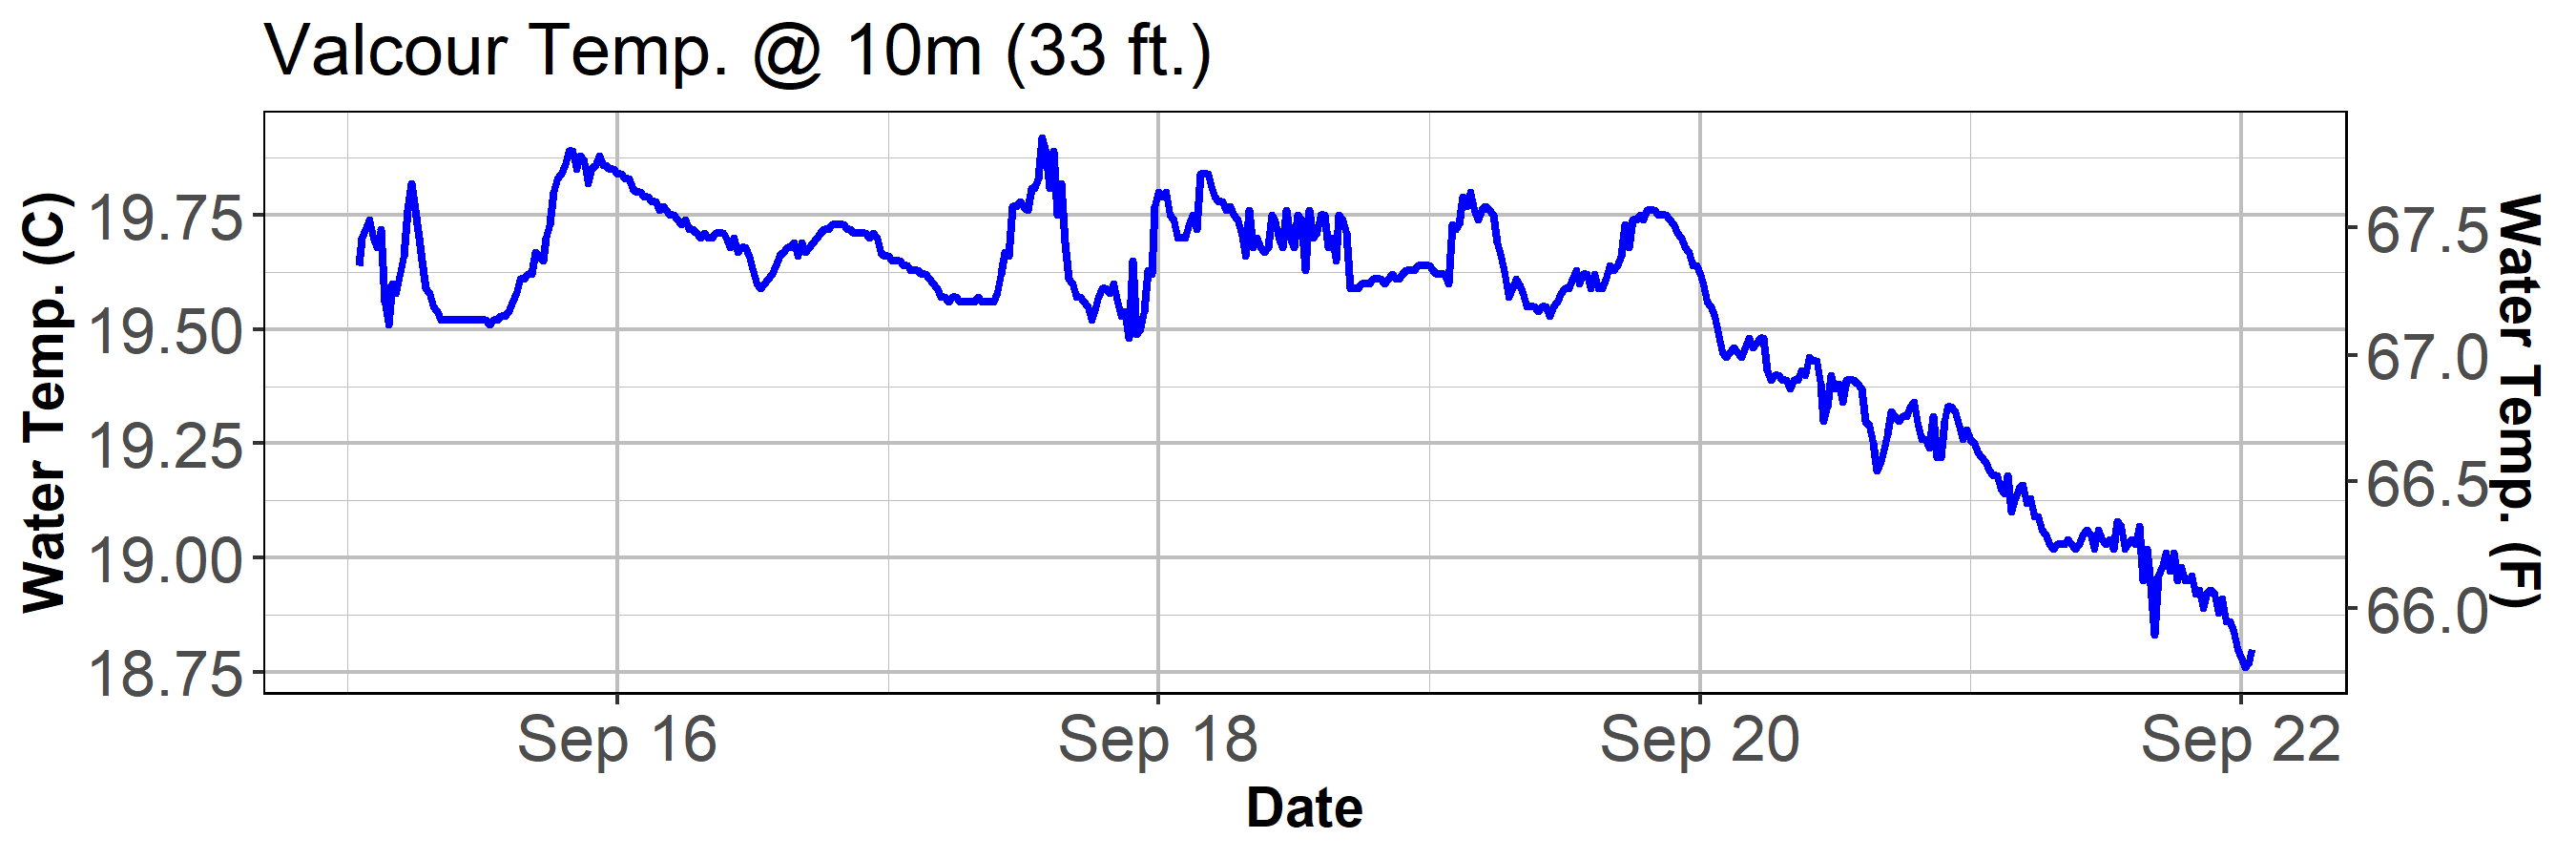 Valcour Temp. @ 10m (33 ft.)
Water Temp. (C)
19.75
19.50
19.25
19.00
18.75
67.5
67.0
66.5
66.0
Water Temp. (F)
Sep 16
Sep 18
Sep 20
Sep 22
Date